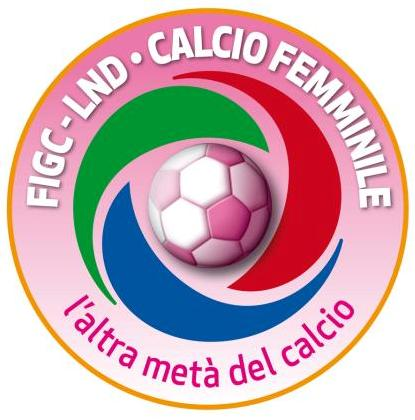 FIGC - LND • CALCIO FEMMINILE
l'altra metà del calcio